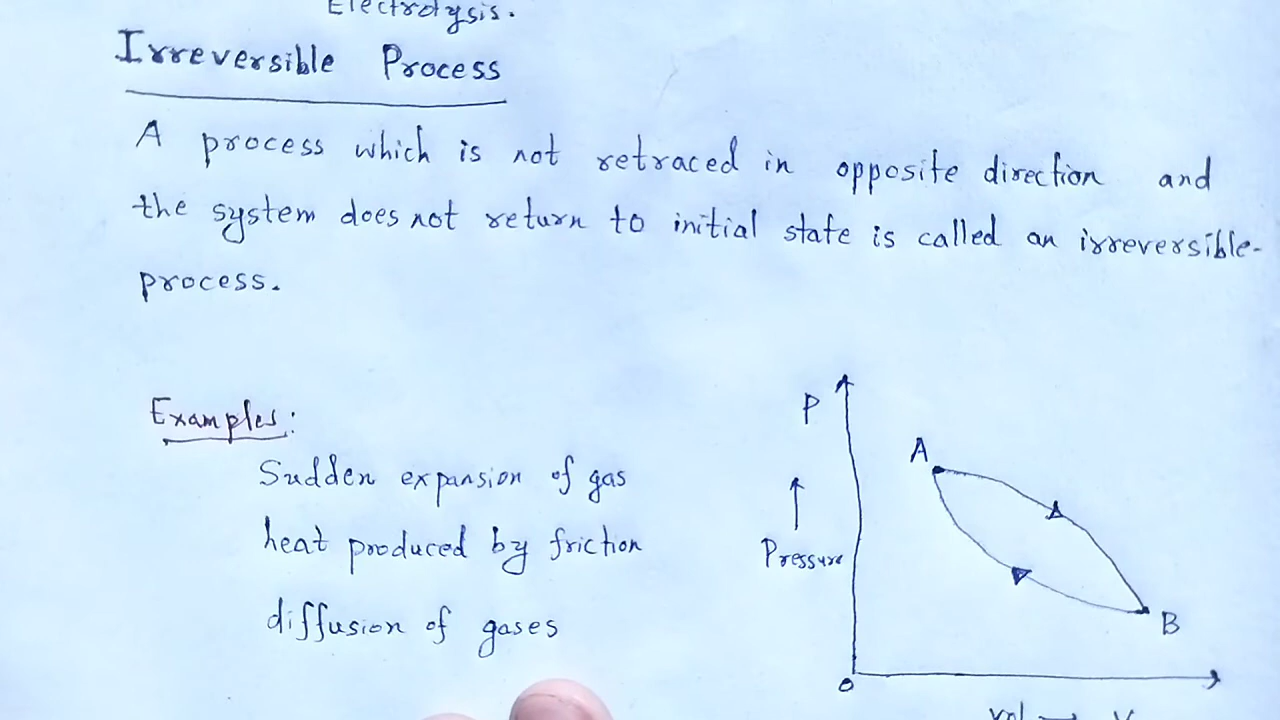 Electrolysis.
Irreversible Process
A process which is not retraced in opposite direction and
the system does not return to initial state is called an irreversible-
process.
Examples:
Sudden expansion of gas
heat produced by friction
diffusion of gases
P
A
Pressure
B
O
vol → V